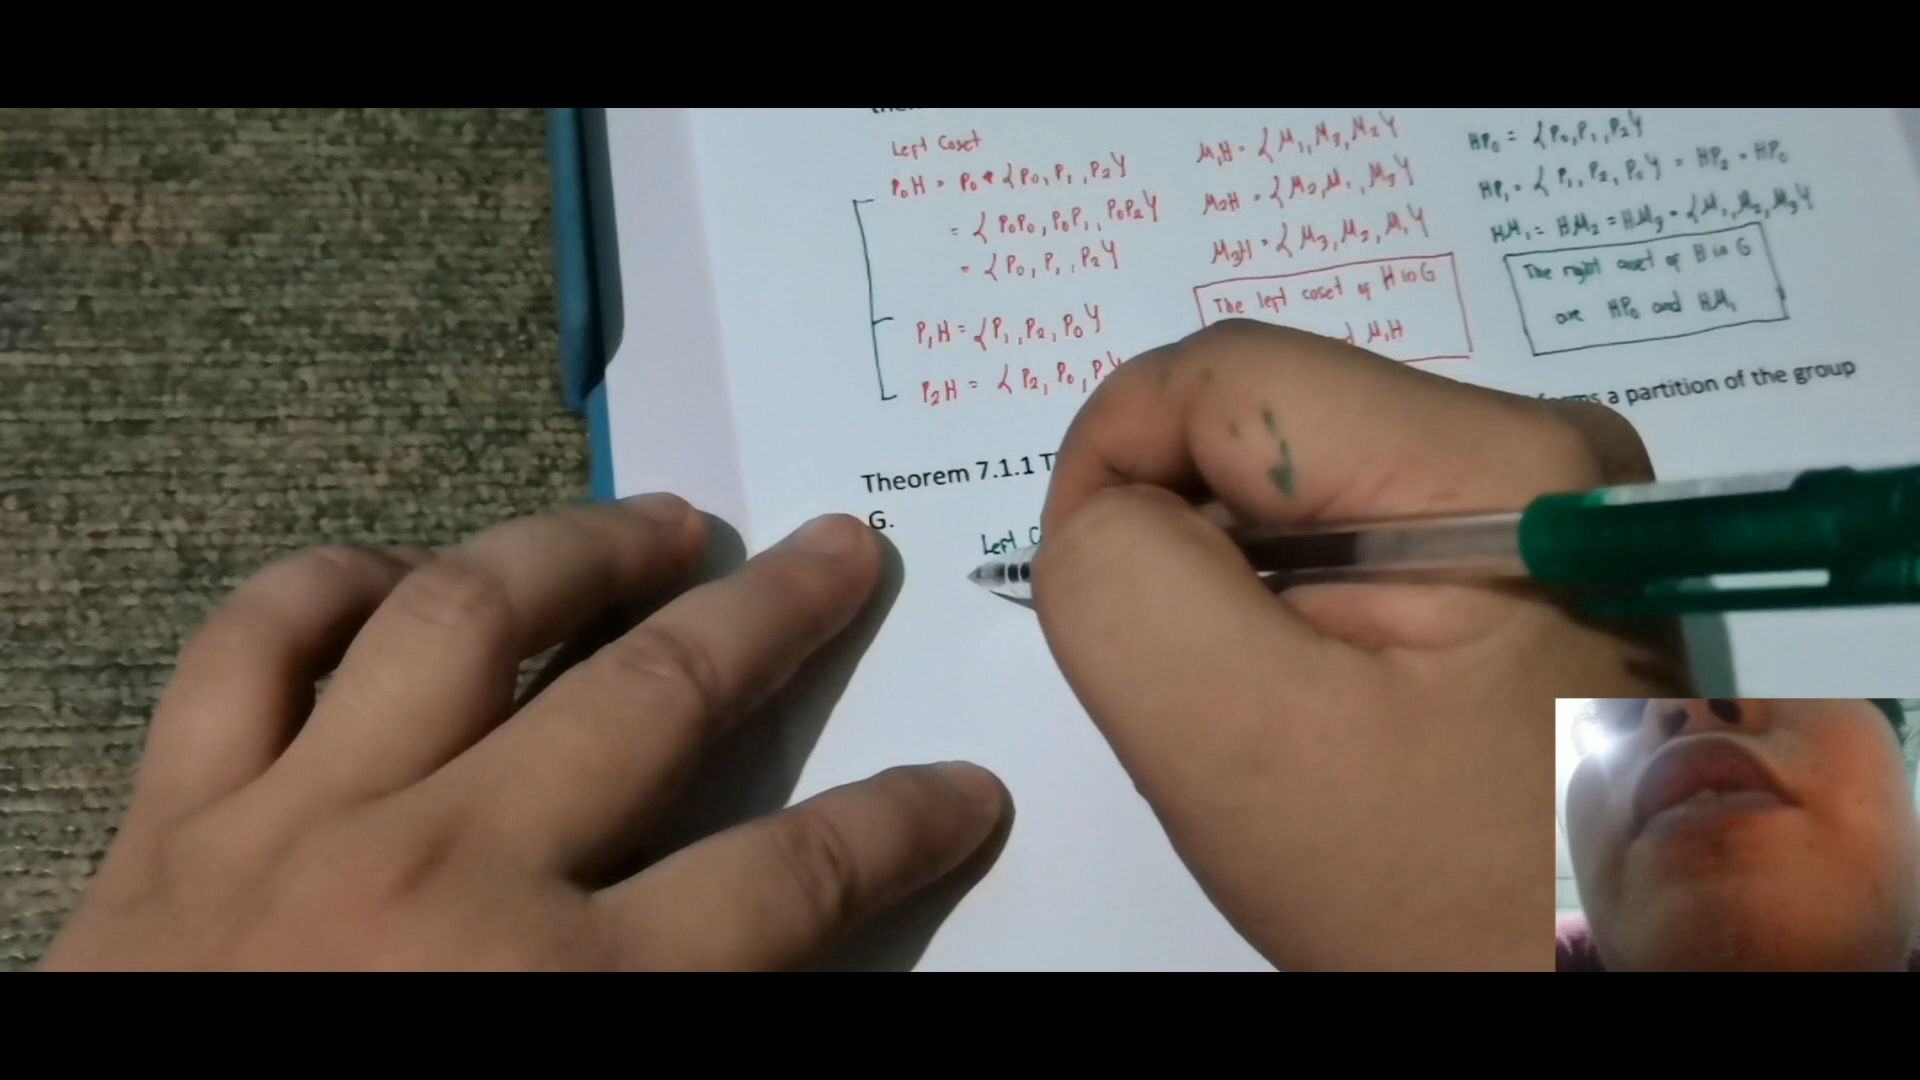 Left Coset
P₀H = P₀ • {P₀, P₁, P₂}
= {P₀P₀, P₀P₁, P₀P₂}
= {P₀, P₁, P₂}
P₁H = {P₁, P₂, P₀}
P₂H = {P₂, P₀, P
M₁H = {M₁, M₃, M₂}
M₂H = {M₂, M₁, M₃}
M₃H = {M₃, M₂, M₁}
The left coset of H in G
M₁H
HP₀ = {P₀, P₁, P₂}
HP₁ = {P₁, P₂, P₀} = HP₂ = HP₀
HM₁ = HM₂ = HM₃ = {M₁, M₂, M₃}
The right coset of H in G
are HP₀ and HM₁
Theorem 7.1.1 a partition of the group
G.
Left